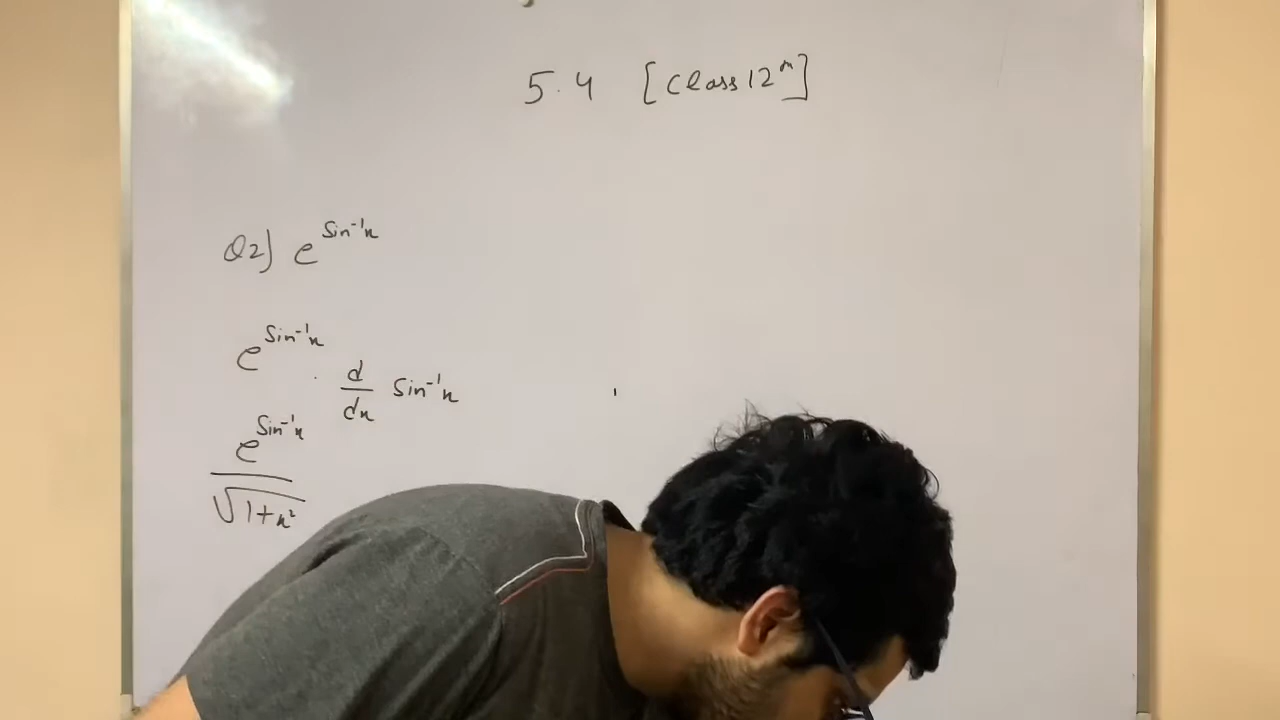 5.4 [Class 12th]
Q2) e^Sin⁻¹x
e^Sin⁻¹x . d/dx Sin⁻¹x
e^Sin⁻¹x
√1+x²